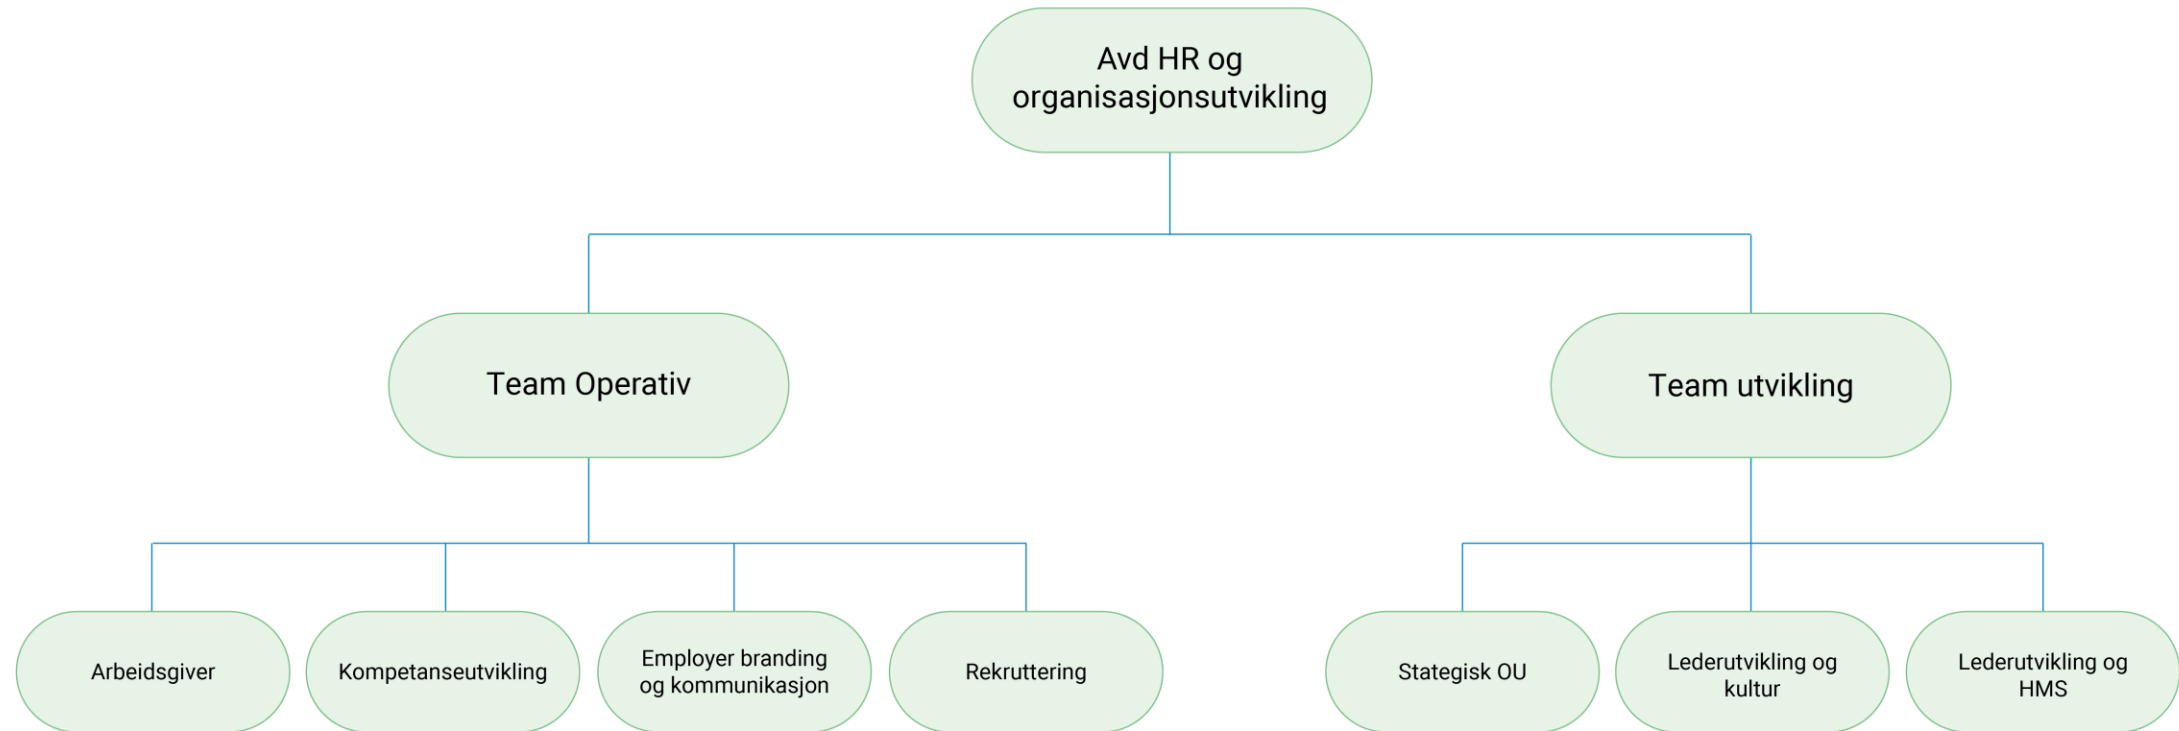 Avd HR og
organisasjonsutvikling
Team Operativ
Team utvikling
Arbeidsgiver
Kompetanseutvikling
Employer branding
og kommunikasjon
Rekruttering
Stategisk OU
Lederutvikling og
kultur
Lederutvikling og
HMS